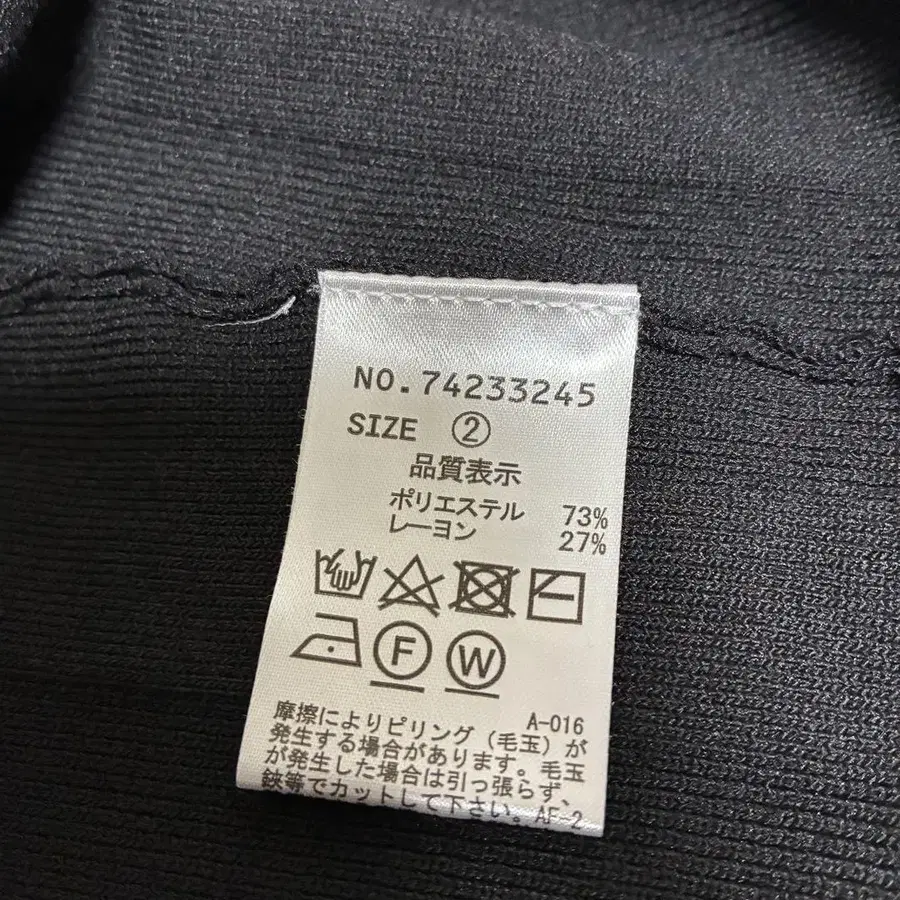 NO.74233245
SIZE ②
品質表示
ポリエステル 73%
レーヨン 27%
F W
A-016
摩擦によりピリング(毛玉)が
発生する場合があります。毛玉
が発生した場合は引っ張らず、
鋏等でカットして下さい。AF-2